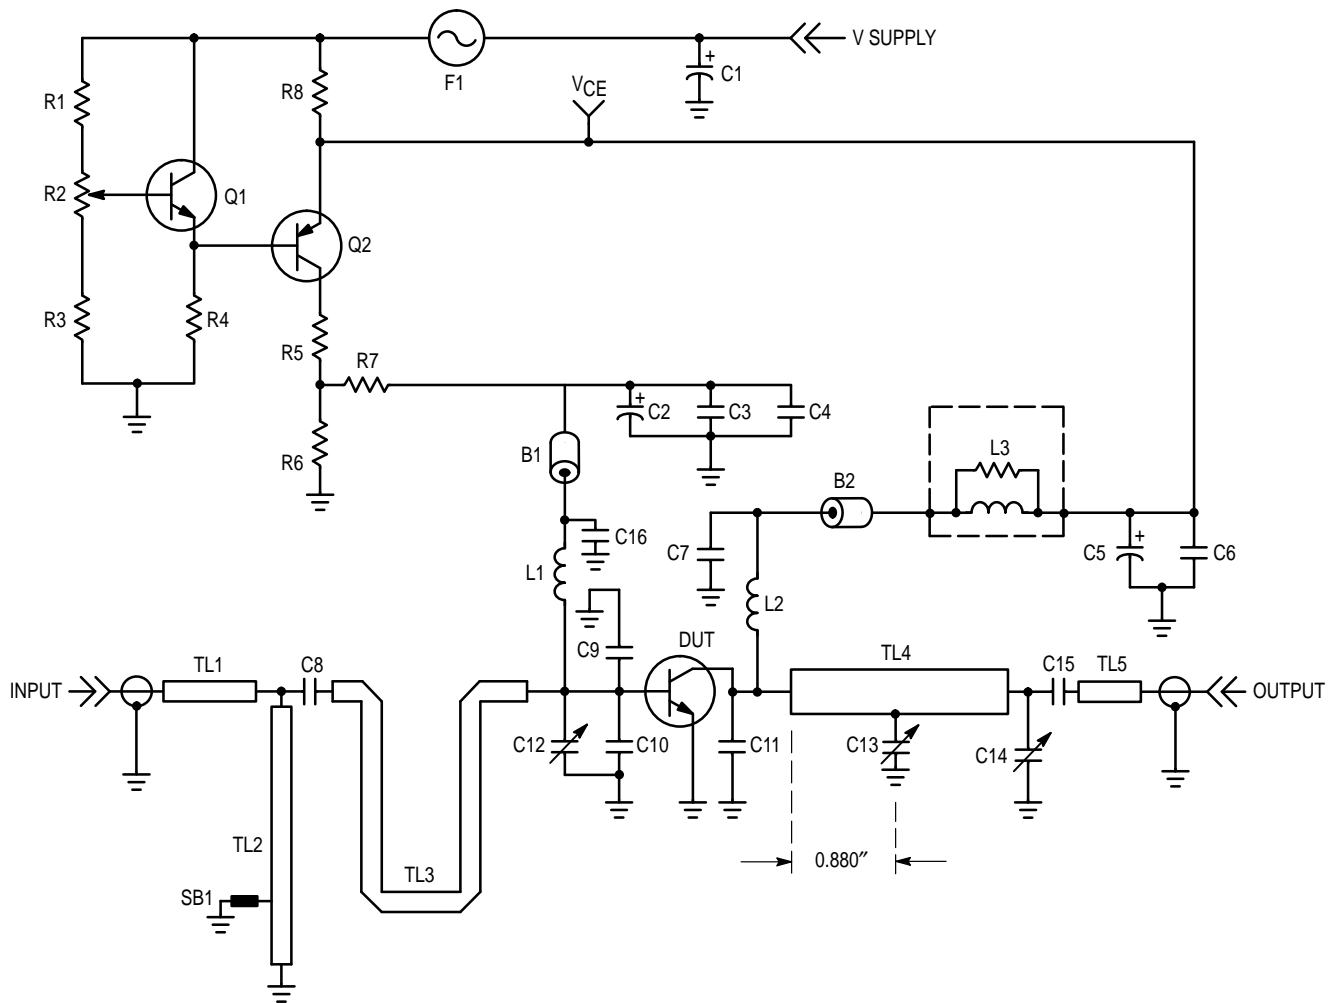 V SUPPLY
F1
C1
R1
R8
VCE
R2
Q1
Q2
R3
R4
R5
R7
C2
C3
C4
R6
B1
L3
B2
C16
C7
C5
C6
L1
L2
C9
DUT
INPUT
TL1
C8
TL4
C15
TL5
OUTPUT
C12
C10
C11
C13
C14
TL2
TL3
0.880″
SB1
+
+
+